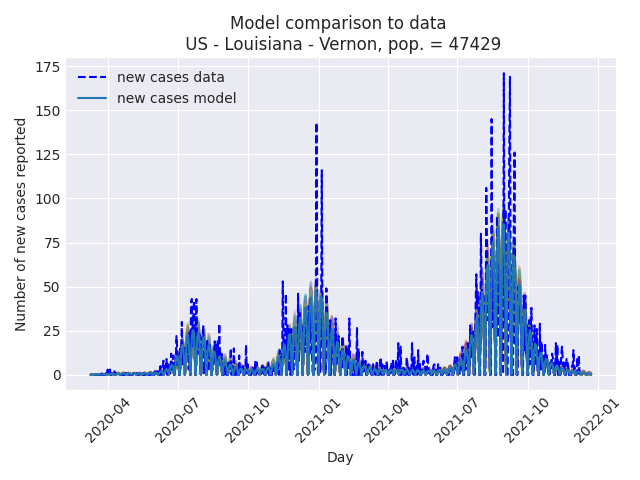 Model comparison to data
US - Louisiana - Vernon, pop. = 47429
new cases data
new cases model
Number of new cases reported
175
150
125
100
75
50
25
0
2020-04
2020-07
2020-10
2021-01
2021-04
2021-07
2021-10
2022-01
Day